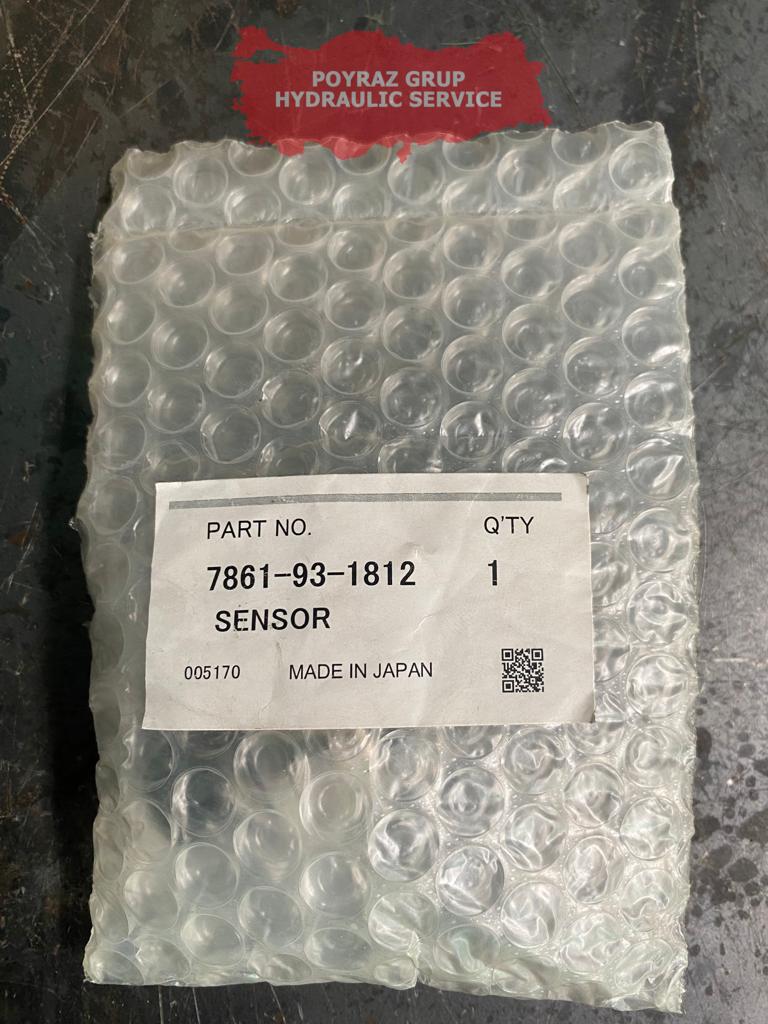 POYRAZ GRUP
HYDRAULIC SERVICE
PART NO. Q'TY
7861-93-1812 1
SENSOR
005170 MADE IN JAPAN